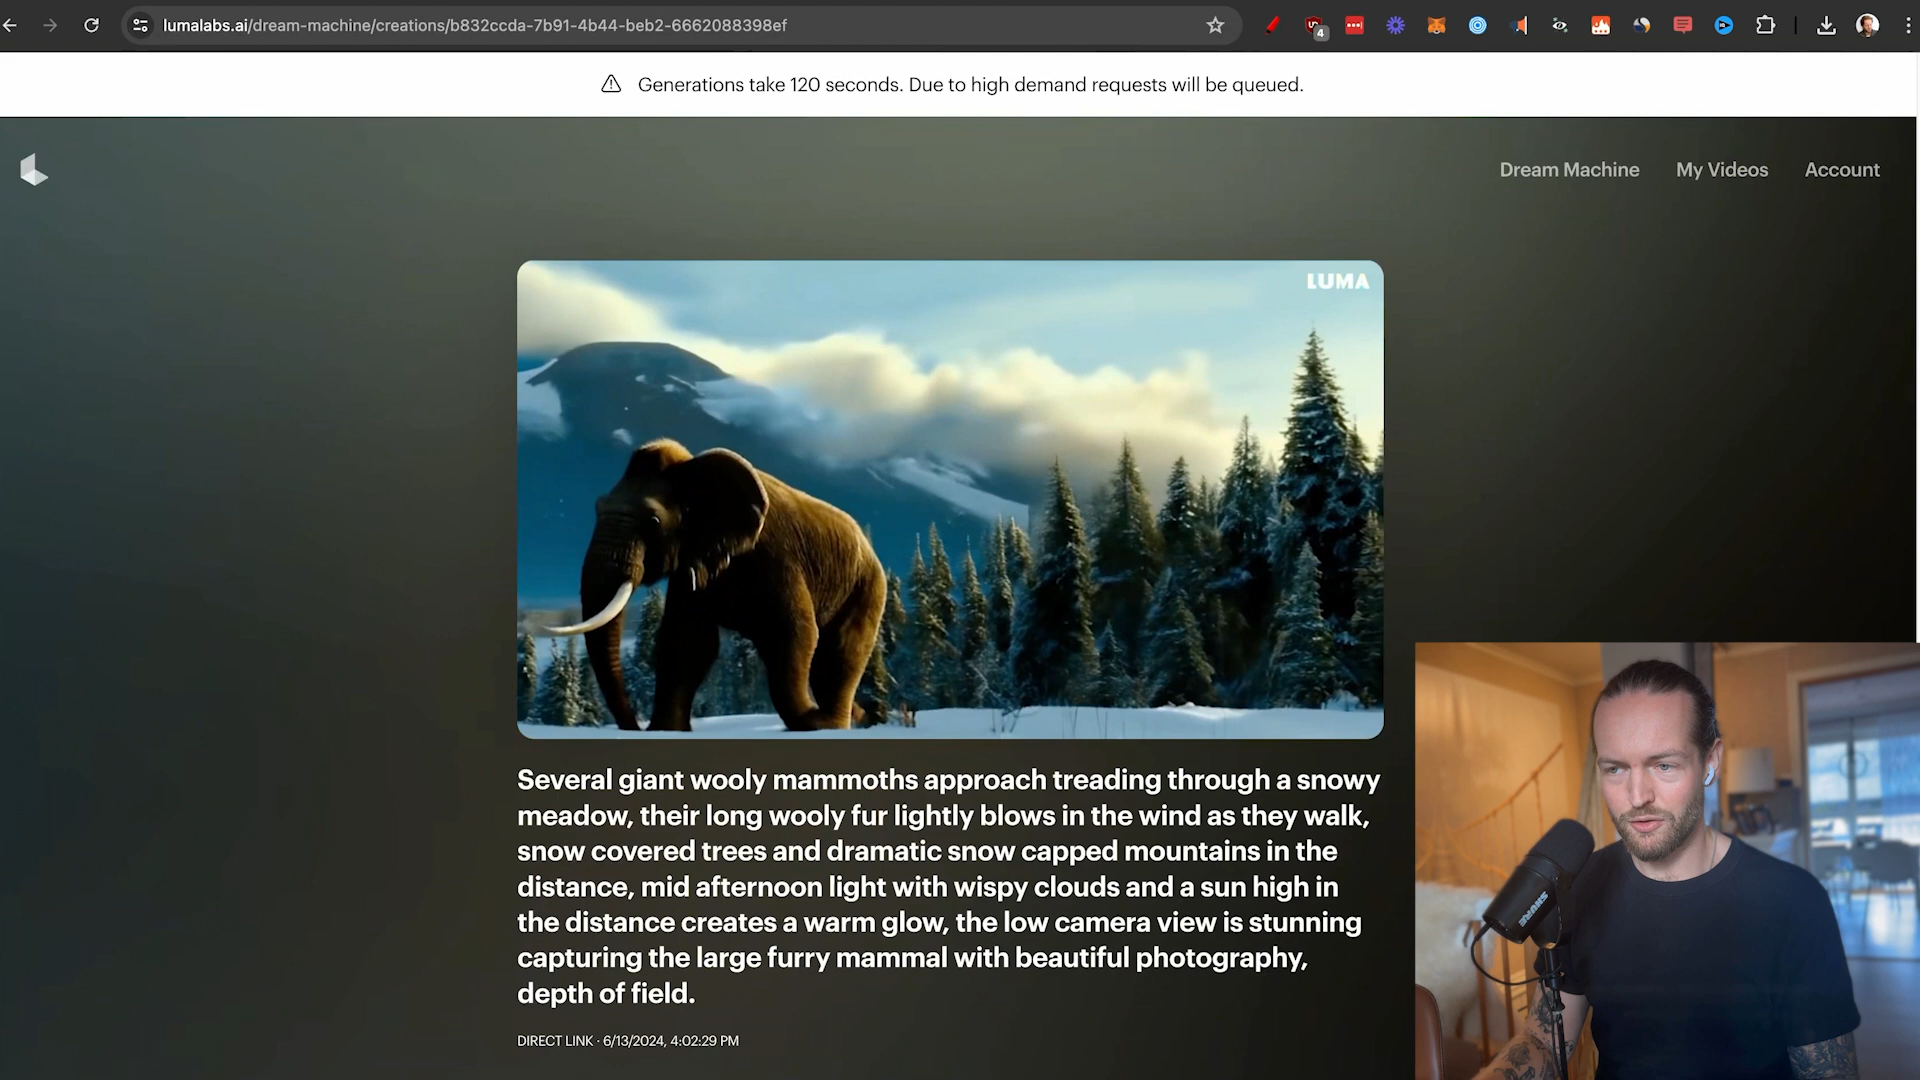 lumalabs.ai/dream-machine/creations/b832ccda-7b91-4b44-beb2-6662088398ef
4
Generations take 120 seconds. Due to high demand requests will be queued.
Dream Machine
My Videos
Account
LUMA
Several giant wooly mammoths approach treading through a snowy
meadow, their long wooly fur lightly blows in the wind as they walk,
snow covered trees and dramatic snow capped mountains in the
distance, mid afternoon light with wispy clouds and a sun high in
the distance creates a warm glow, the low camera view is stunning
capturing the large furry mammal with beautiful photography,
depth of field.
DIRECT LINK · 6/13/2024, 4:02:29 PM
SHURE